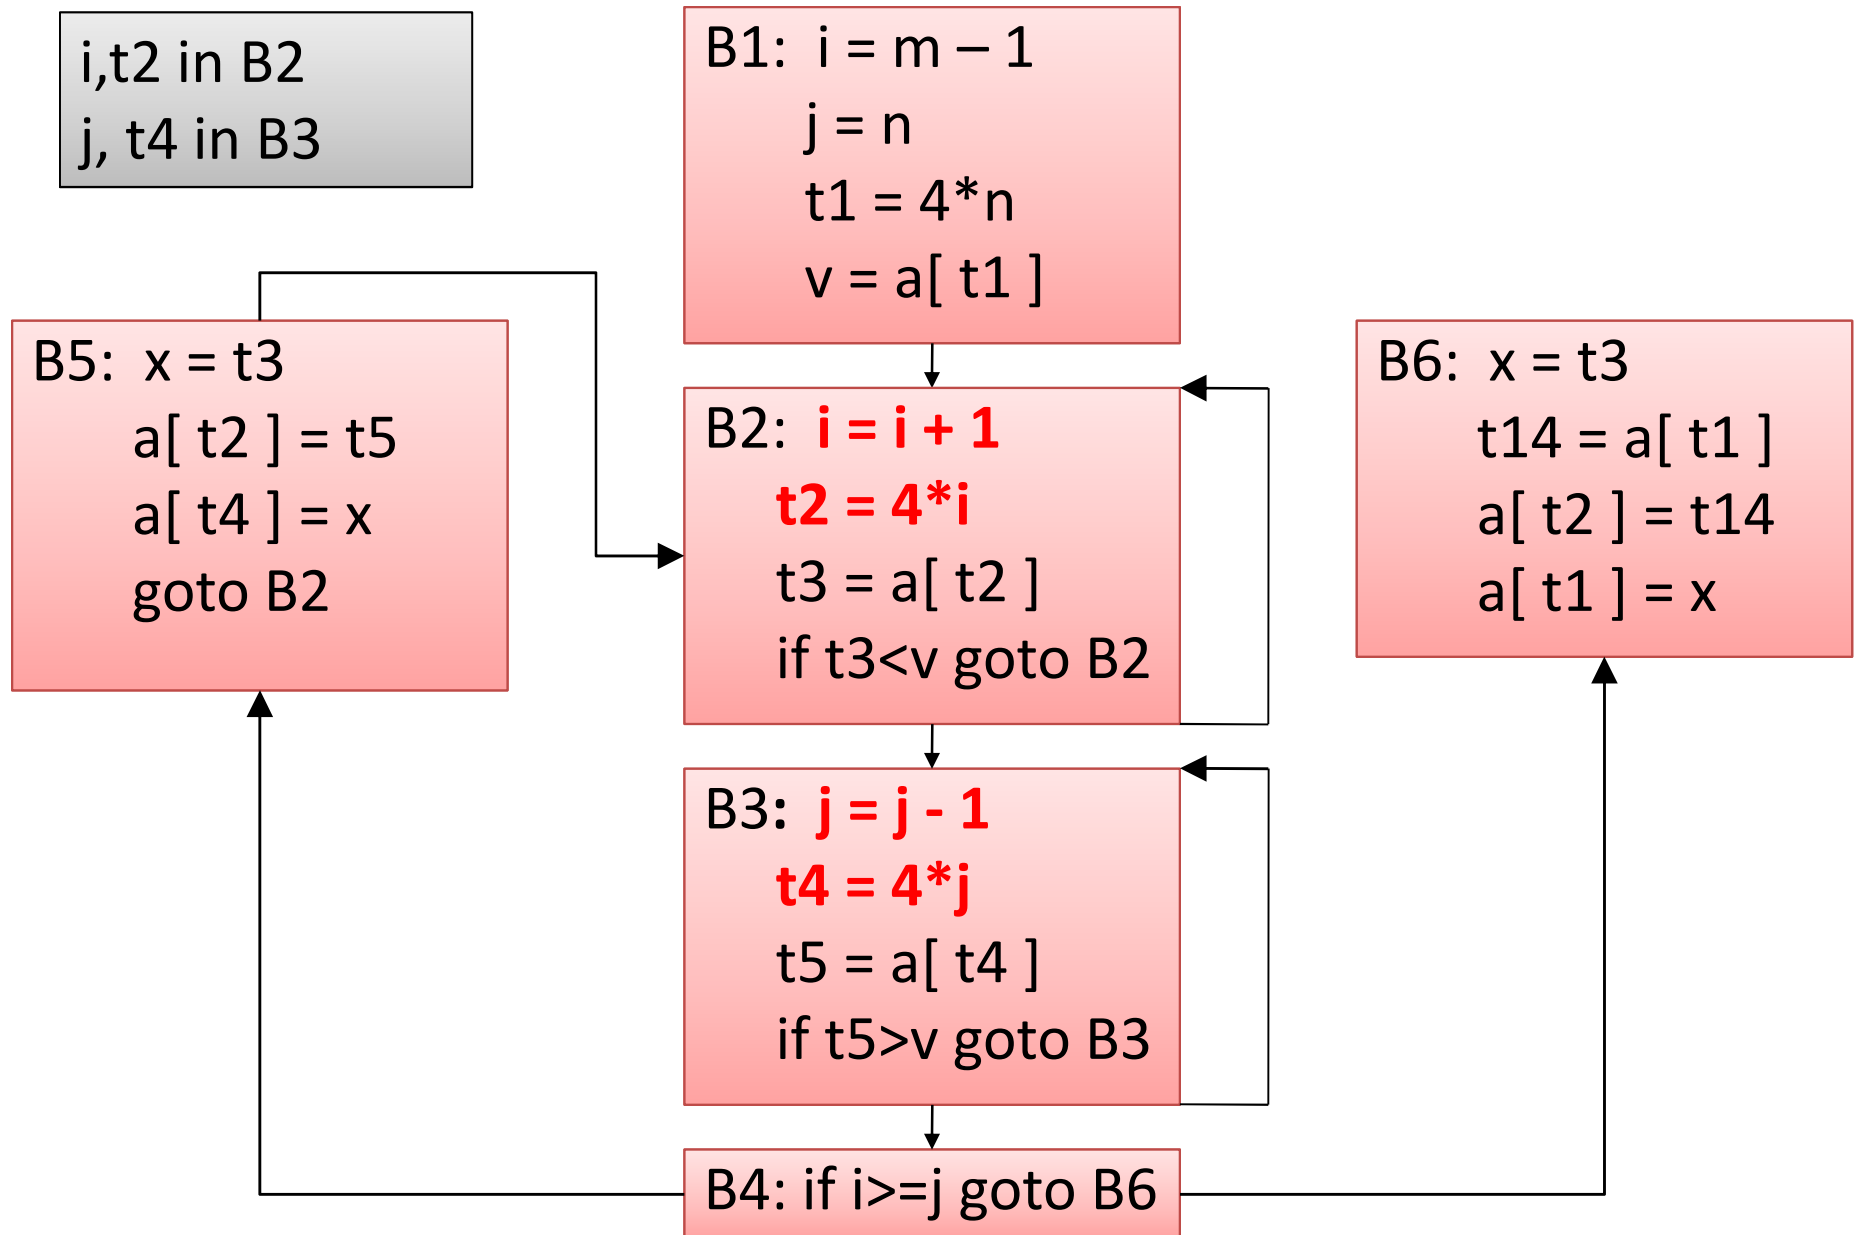 i,t2 in B2
j, t4 in B3
B1: i = m – 1
j = n
t1 = 4*n
v = a[ t1 ]
B5: x = t3
a[ t2 ] = t5
a[ t4 ] = x
goto B2
B2: i = i + 1
t2 = 4*i
t3 = a[ t2 ]
if t3<v goto B2
B6: x = t3
t14 = a[ t1 ]
a[ t2 ] = t14
a[ t1 ] = x
B3: j = j - 1
t4 = 4*j
t5 = a[ t4 ]
if t5>v goto B3
B4: if i>=j goto B6